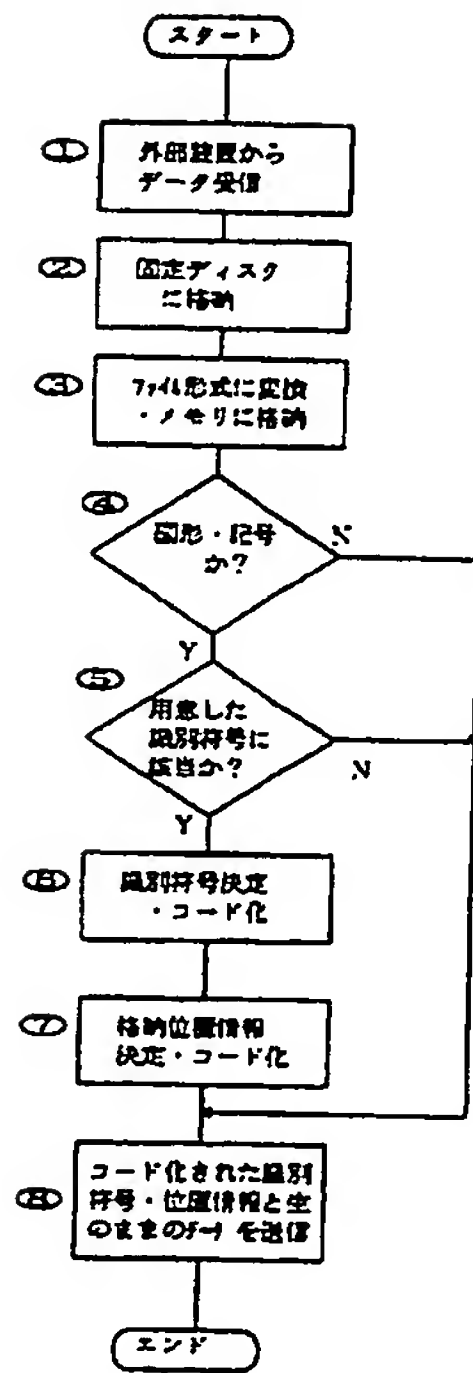 スタート
① 外部装置から
データ受信
② 固定ディスク
に格納
③ ファイル形式に変換
・メモリに格納
④ 図形・記号
か?
N
Y
⑤ 用意した
識別符号に
該当か?
N
Y
⑥ 識別符号決定
・コード化
⑦ 格納位置情報
決定・コード化
⑧ コード化された識別
符号・位置情報と生
のままのデータを送信
エンド